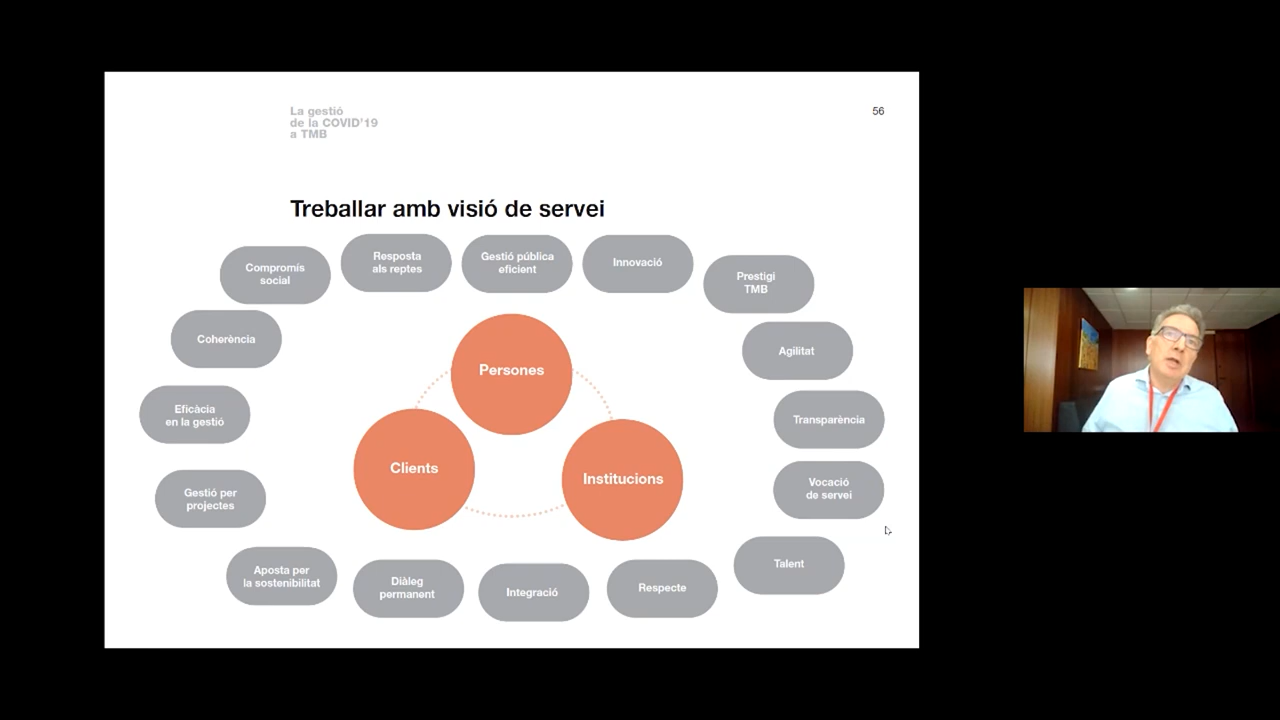 La gestió
de la COVID'19
a TMB
56
Treballar amb visió de servei
Compromís
social
Resposta
als reptes
Gestió pública
eficient
Innovació
Prestigi
TMB
Coherència
Agilitat
Persones
Eficàcia
en la gestió
Transparència
Clients
Institucions
Gestió per
projectes
Vocació
de servei
Aposta per
la sostenibilitat
Diàleg
permanent
Integració
Respecte
Talent